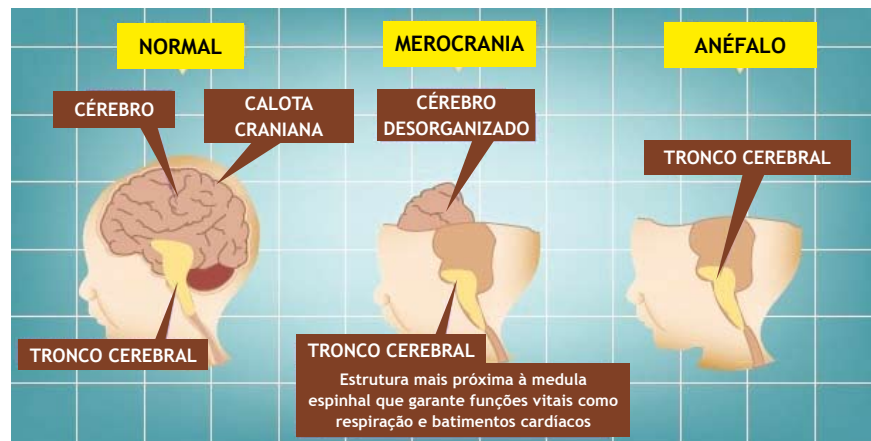 NORMAL
MEROCRANIA
ANÉFALO
CÉREBRO
CALOTA
CRANIANA
CÉREBRO
DESORGANIZADO
TRONCO CEREBRAL
TRONCO CEREBRAL
TRONCO CEREBRAL
Estrutura mais próxima à medula
espinhal que garante funções vitais como
respiração e batimentos cardíacos